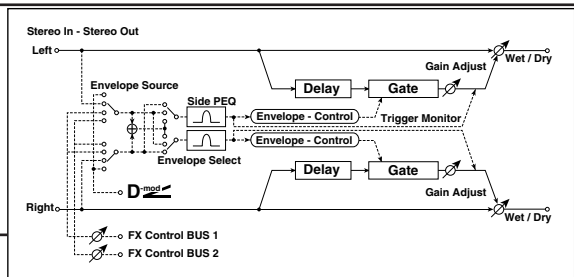 Stereo In - Stereo Out
Left
Wet / Dry
Gain Adjust
Envelope Source
Delay
Gate
Side PEQ
Envelope - Control
Trigger Monitor
Envelope - Control
Envelope Select
Delay
Gate
D-mod
Gain Adjust
Right
Wet / Dry
FX Control BUS 1
FX Control BUS 2